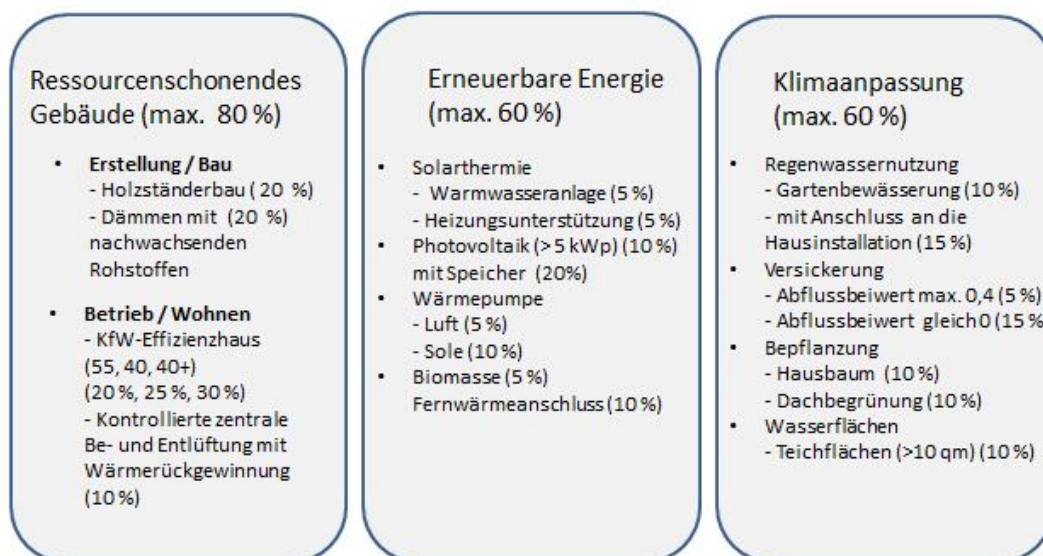 Ressourcenschonendes
Gebäude (max. 80 %)
• Erstellung / Bau
- Holzständerbau ( 20 %)
- Dämmen mit (20 %)
nachwachsenden
Rohstoffen
• Betrieb / Wohnen
- KfW-Effizienzhaus
(55, 40, 40+)
(20 %, 25 %, 30 %)
- Kontrollierte zentrale
Be- und Entlüftung mit
Wärmerückgewinnung
(10 %)
Erneuerbare Energie
(max. 60 %)
• Solarthermie
- Warmwasseranlage (5 %)
- Heizungsunterstützung (5 %)
• Photovoltaik (> 5 kWp) (10 %)
mit Speicher (20%)
• Wärmepumpe
- Luft (5 %)
- Sole (10 %)
• Biomasse (5 %)
Fernwärmeanschluss (10 %)
Klimaanpassung
(max. 60 %)
• Regenwassernutzung
- Gartenbewässerung (10 %)
- mit Anschluss an die
Hausinstallation (15 %)
• Versickerung
- Abflussbeiwert max. 0,4 (5 %)
- Abflussbeiwert gleich 0 (15 %
• Bepflanzung
- Hausbaum (10 %)
- Dachbegrünung (10 %)
• Wasserflächen
- Teichflächen (>10 qm) (10 %)